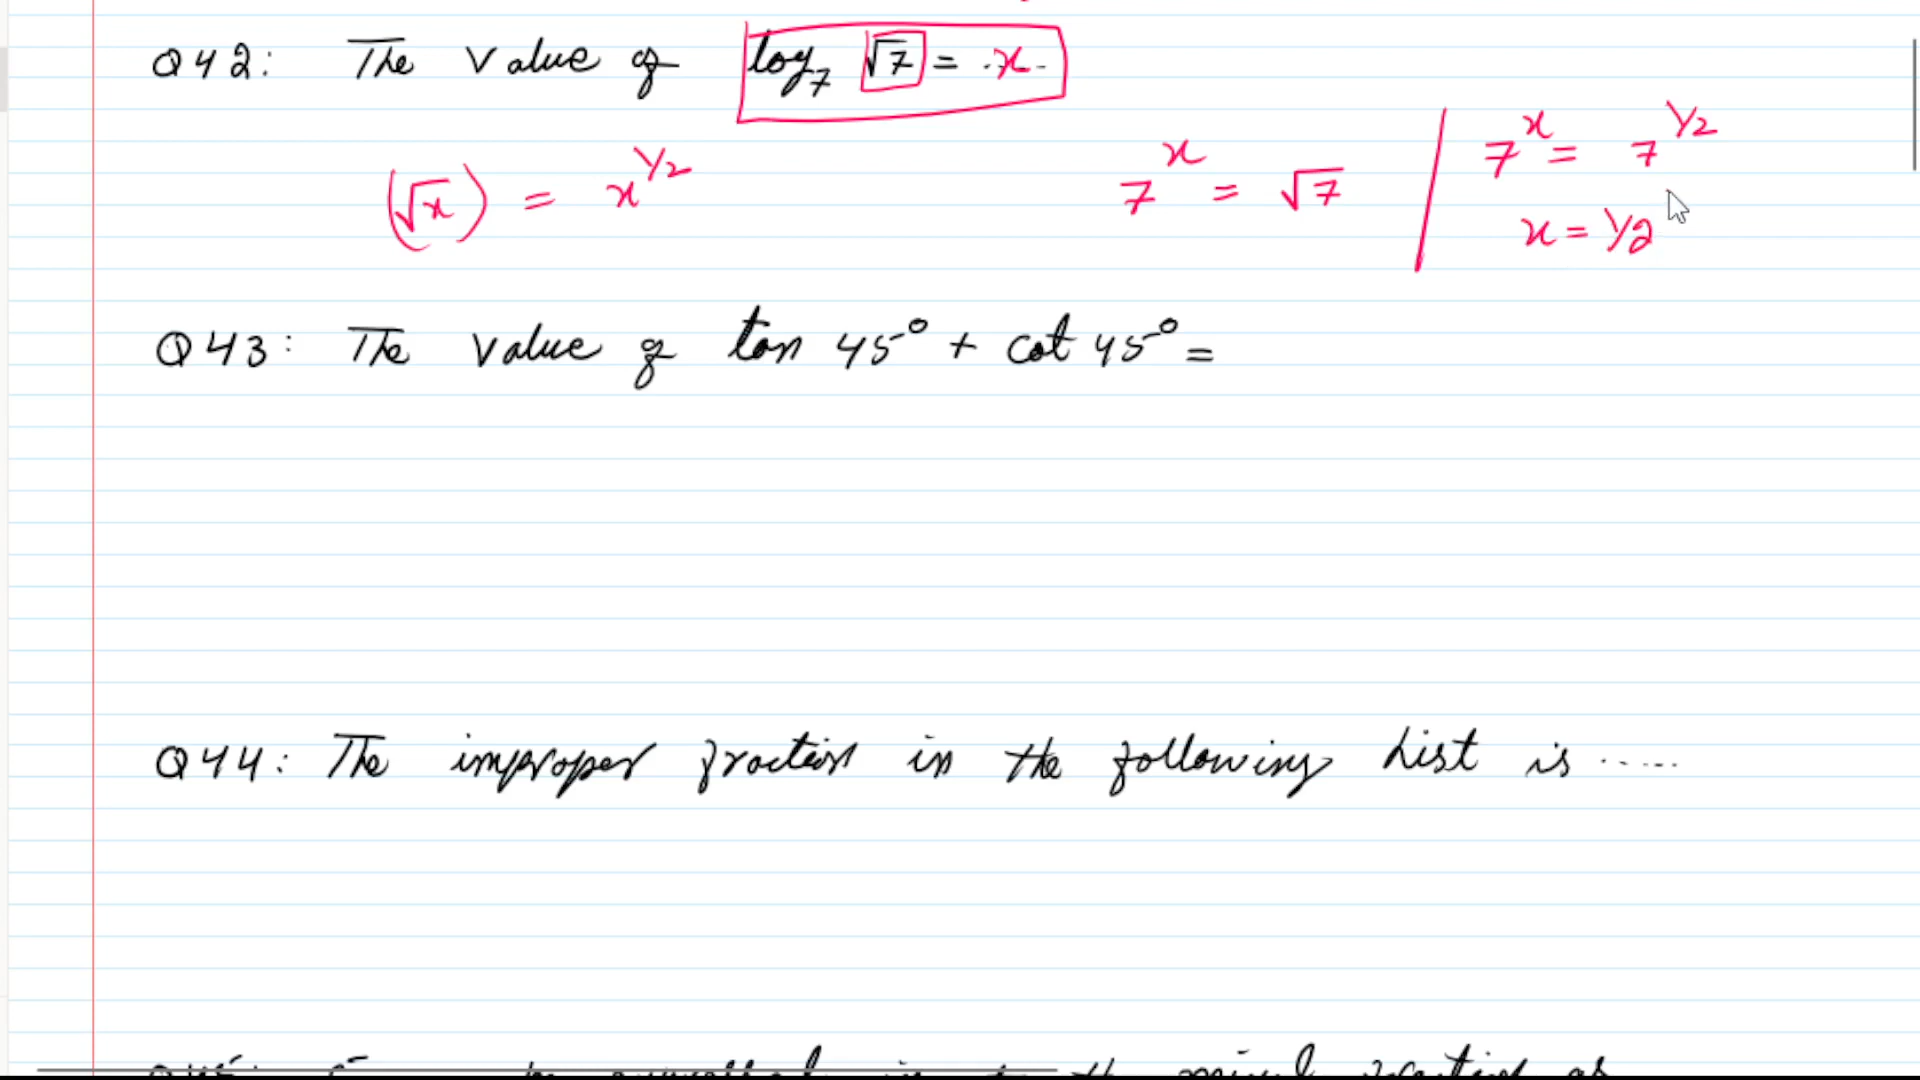 Q42: The value of log₇ √7 = .x.
(√x) = x^1/2
7^x = √7
7^x = 7^1/2
x = 1/2
Q43: The value of tan 45° + cot 45° =
Q44: The improper fraction in the following List is ......